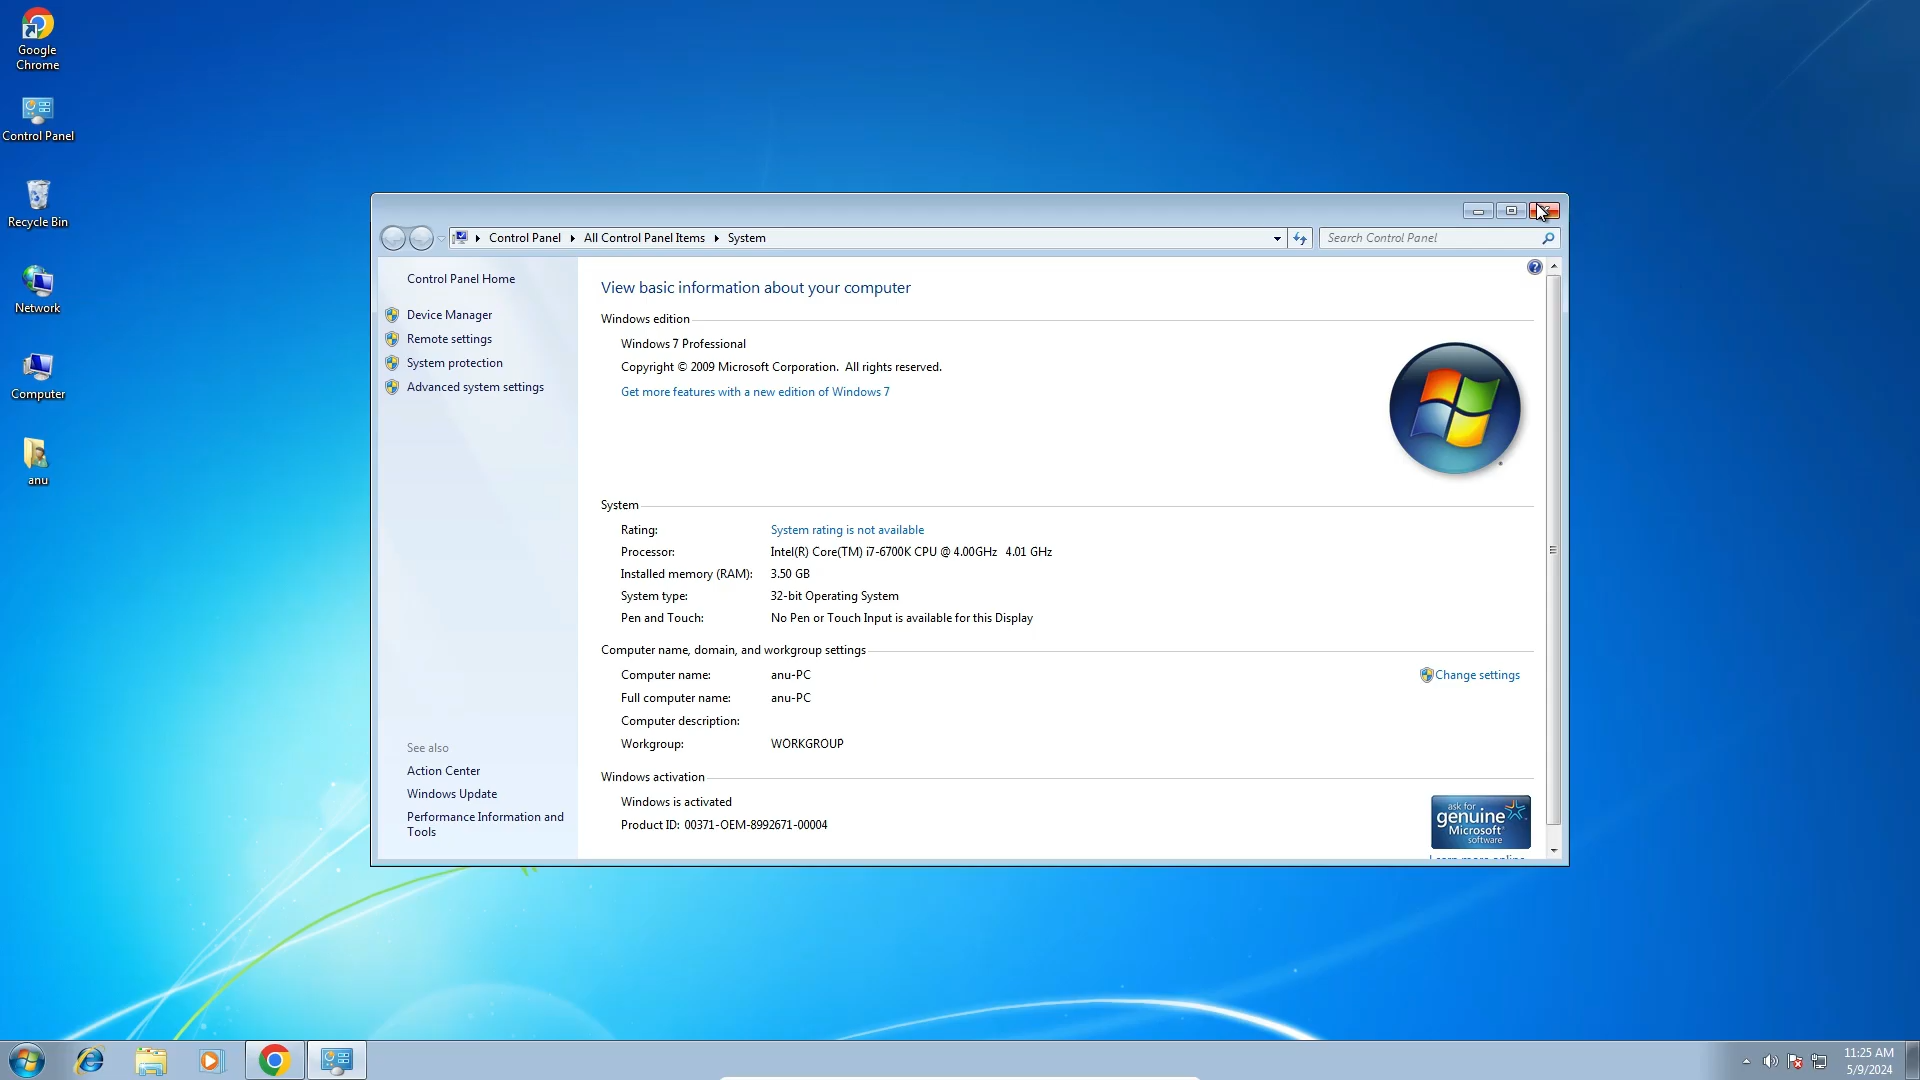 Google
Chrome
Control Panel
Recycle Bin
Network
Computer
anu
Control Panel
All Control Panel Items
System
Search Control Panel
Control Panel Home
Device Manager
Remote settings
System protection
Advanced system settings
See also
Action Center
Windows Update
Performance Information and
Tools
View basic information about your computer
Windows edition
Windows 7 Professional
Copyright © 2009 Microsoft Corporation. All rights reserved.
Get more features with a new edition of Windows 7
System
Rating: System rating is not available
Processor: Intel(R) Core(TM) i7-6700K CPU @ 4.00GHz 4.01 GHz
Installed memory (RAM): 3.50 GB
System type: 32-bit Operating System
Pen and Touch: No Pen or Touch Input is available for this Display
Computer name, domain, and workgroup settings
Computer name: anu-PC
Change settings
Full computer name: anu-PC
Computer description:
Workgroup: WORKGROUP
Windows activation
Windows is activated
Product ID: 00371-OEM-8992671-00004
ask for
genuine
Microsoft
software
Learn more online
11:25 AM
5/9/2024